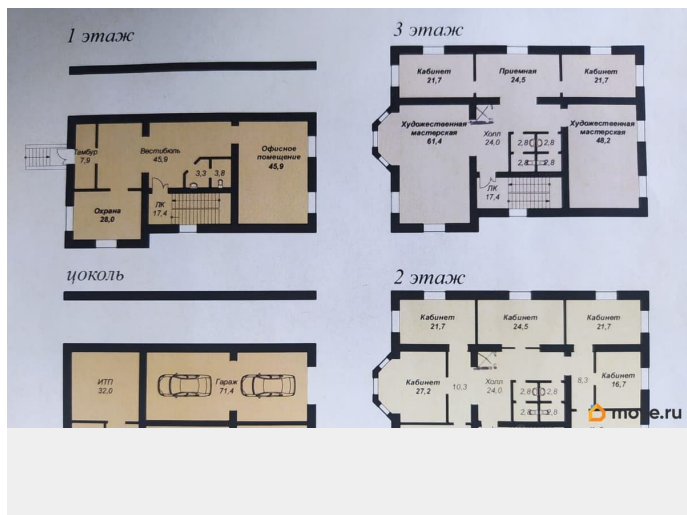 1 этаж
Тамбур
7,9
Вестибюль
45,9
Офисное
помещение
45,9
3,3
3,8
Охрана
28,0
ЛК
17,4
3 этаж
Кабинет
21,7
Приемная
24,5
Кабинет
21,7
Художественная
мастерская
61,4
Холл
24,0
2,8
2,8
2,8
2,8
Художественная
мастерская
48,2
ЛК
17,4
цоколь
ИТП
32,0
Гараж
71,4
2 этаж
Кабинет
21,7
Кабинет
24,5
Кабинет
21,7
Кабинет
27,2
10,3
Холл
24,0
2,8
2,8
2,8
2,8
8,3
Кабинет
16,7
move.ru